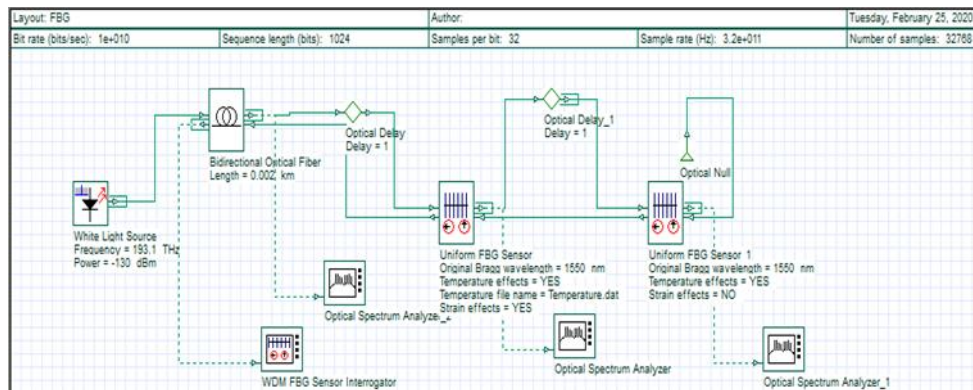 Layout: FBG
Author:
Tuesday, February 25, 2020
Bit rate (bits/sec): 1e+010
Sequence length (bits): 1024
Samples per bit: 32
Sample rate (Hz): 3.2e+011
Number of samples: 32768
Optical Delay
Delay = 1
Optical Delay_1
Delay = 1
Bidirectional Optical Fiber
Length = 0.002 km
Optical Null
White Light Source
Frequency = 193.1 THz
Power = -130 dBm
Uniform FBG Sensor
Original Bragg wavelength = 1550 nm
Temperature effects = YES
Temperature file name = Temperature.dat
Strain effects = YES
Uniform FBG Sensor 1
Original Bragg wavelength = 1550 nm
Temperature effects = YES
Strain effects = NO
Optical Spectrum Analyzer_2
Optical Spectrum Analyzer
Optical Spectrum Analyzer_1
WDM FBG Sensor Interrogator